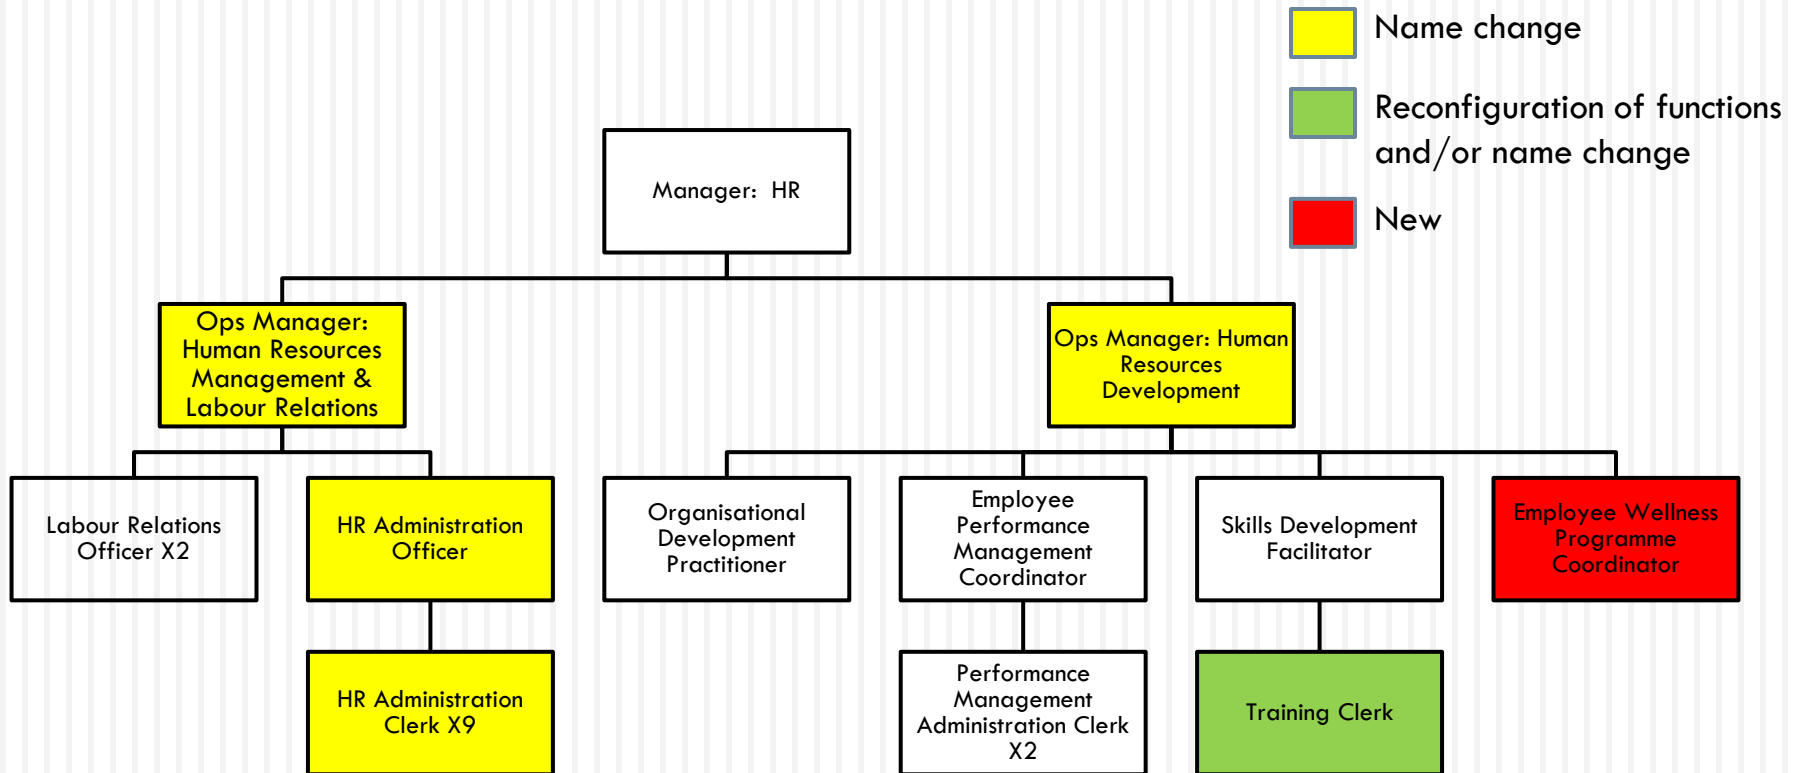 Name change
Reconfiguration of functions
and/or name change
New
Manager: HR
Ops Manager:
Human Resources
Management &
Labour Relations
Ops Manager: Human
Resources
Development
Labour Relations
Officer X2
HR Administration
Officer
Organisational
Development
Practitioner
Employee
Performance
Management
Coordinator
Skills Development
Facilitator
Employee Wellness
Programme
Coordinator
HR Administration
Clerk X9
Performance
Management
Administration Clerk
X2
Training Clerk